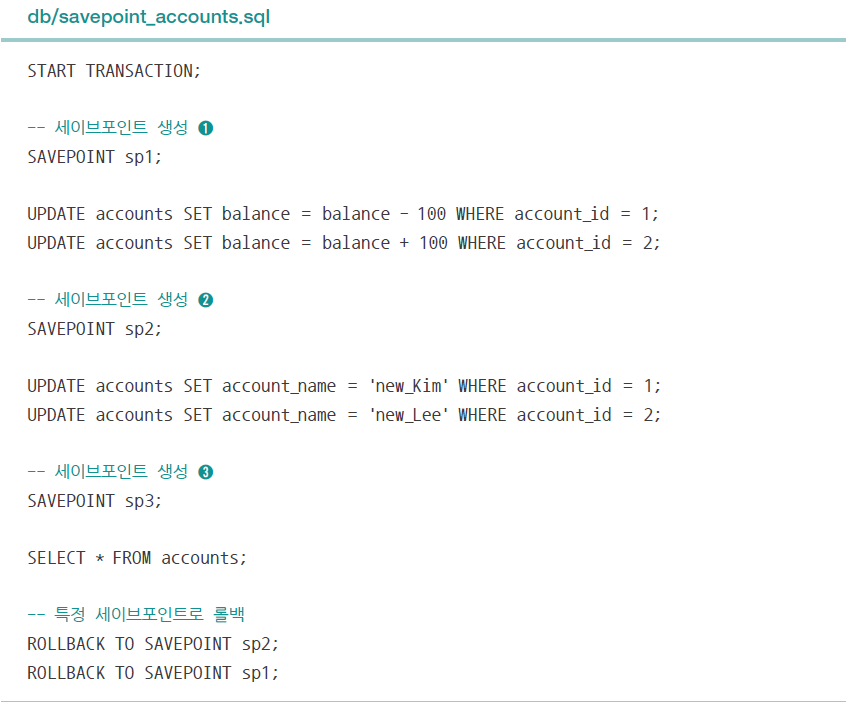 db/savepoint_accounts.sql
START TRANSACTION;
-- 세이브포인트 생성 ❶
SAVEPOINT sp1;
UPDATE accounts SET balance = balance - 100 WHERE account_id = 1;
UPDATE accounts SET balance = balance + 100 WHERE account_id = 2;
-- 세이브포인트 생성 ❷
SAVEPOINT sp2;
UPDATE accounts SET account_name = 'new_Kim' WHERE account_id = 1;
UPDATE accounts SET account_name = 'new_Lee' WHERE account_id = 2;
-- 세이브포인트 생성 ❸
SAVEPOINT sp3;
SELECT * FROM accounts;
-- 특정 세이브포인트로 롤백
ROLLBACK TO SAVEPOINT sp2;
ROLLBACK TO SAVEPOINT sp1;